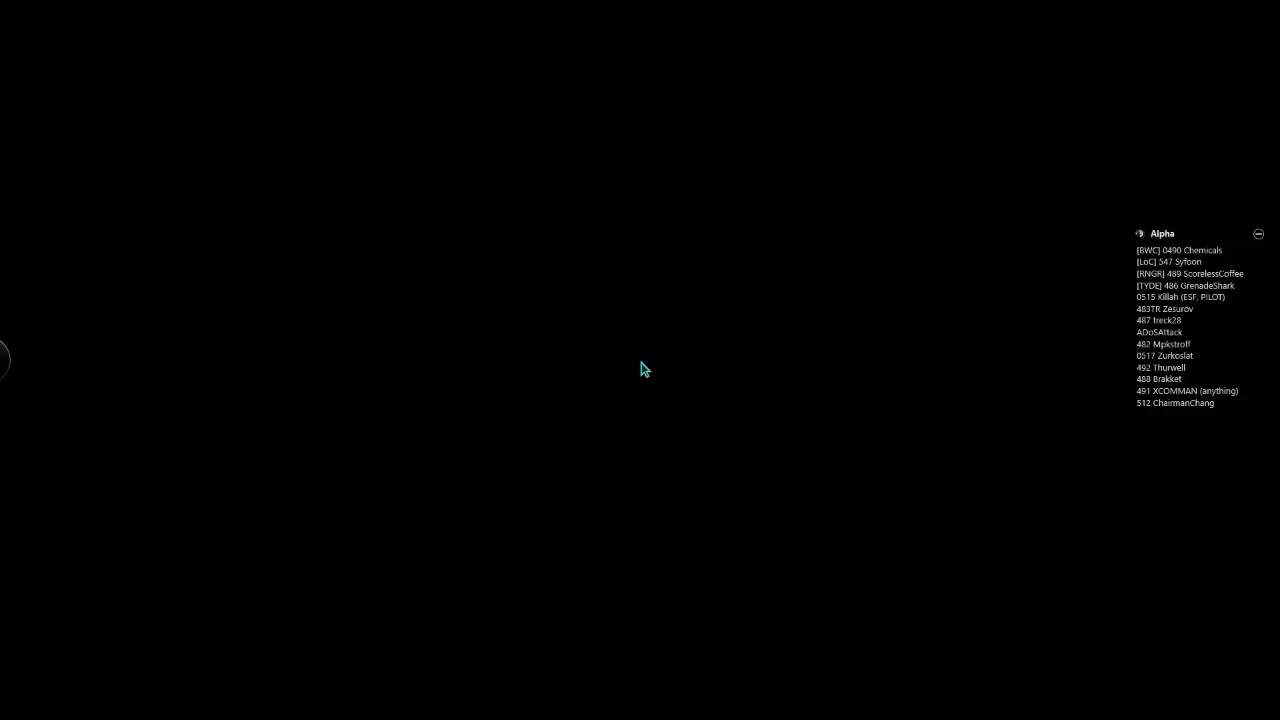 Alpha
[BWC] 0490 Chemicals
[LoC] 547 Syfoon
[RNGR] 489 ScorelessCoffee
[TYDE] 486 GrenadeShark
0515 Killah (ESF, PILOT)
483TR Zesurov
487 treck28
ADoSAttack
482 Mpkstroff
0517 Zurkoslat
492 Thurwell
488 Brakket
491 XCOMMAN (anything)
512 ChairmanChang